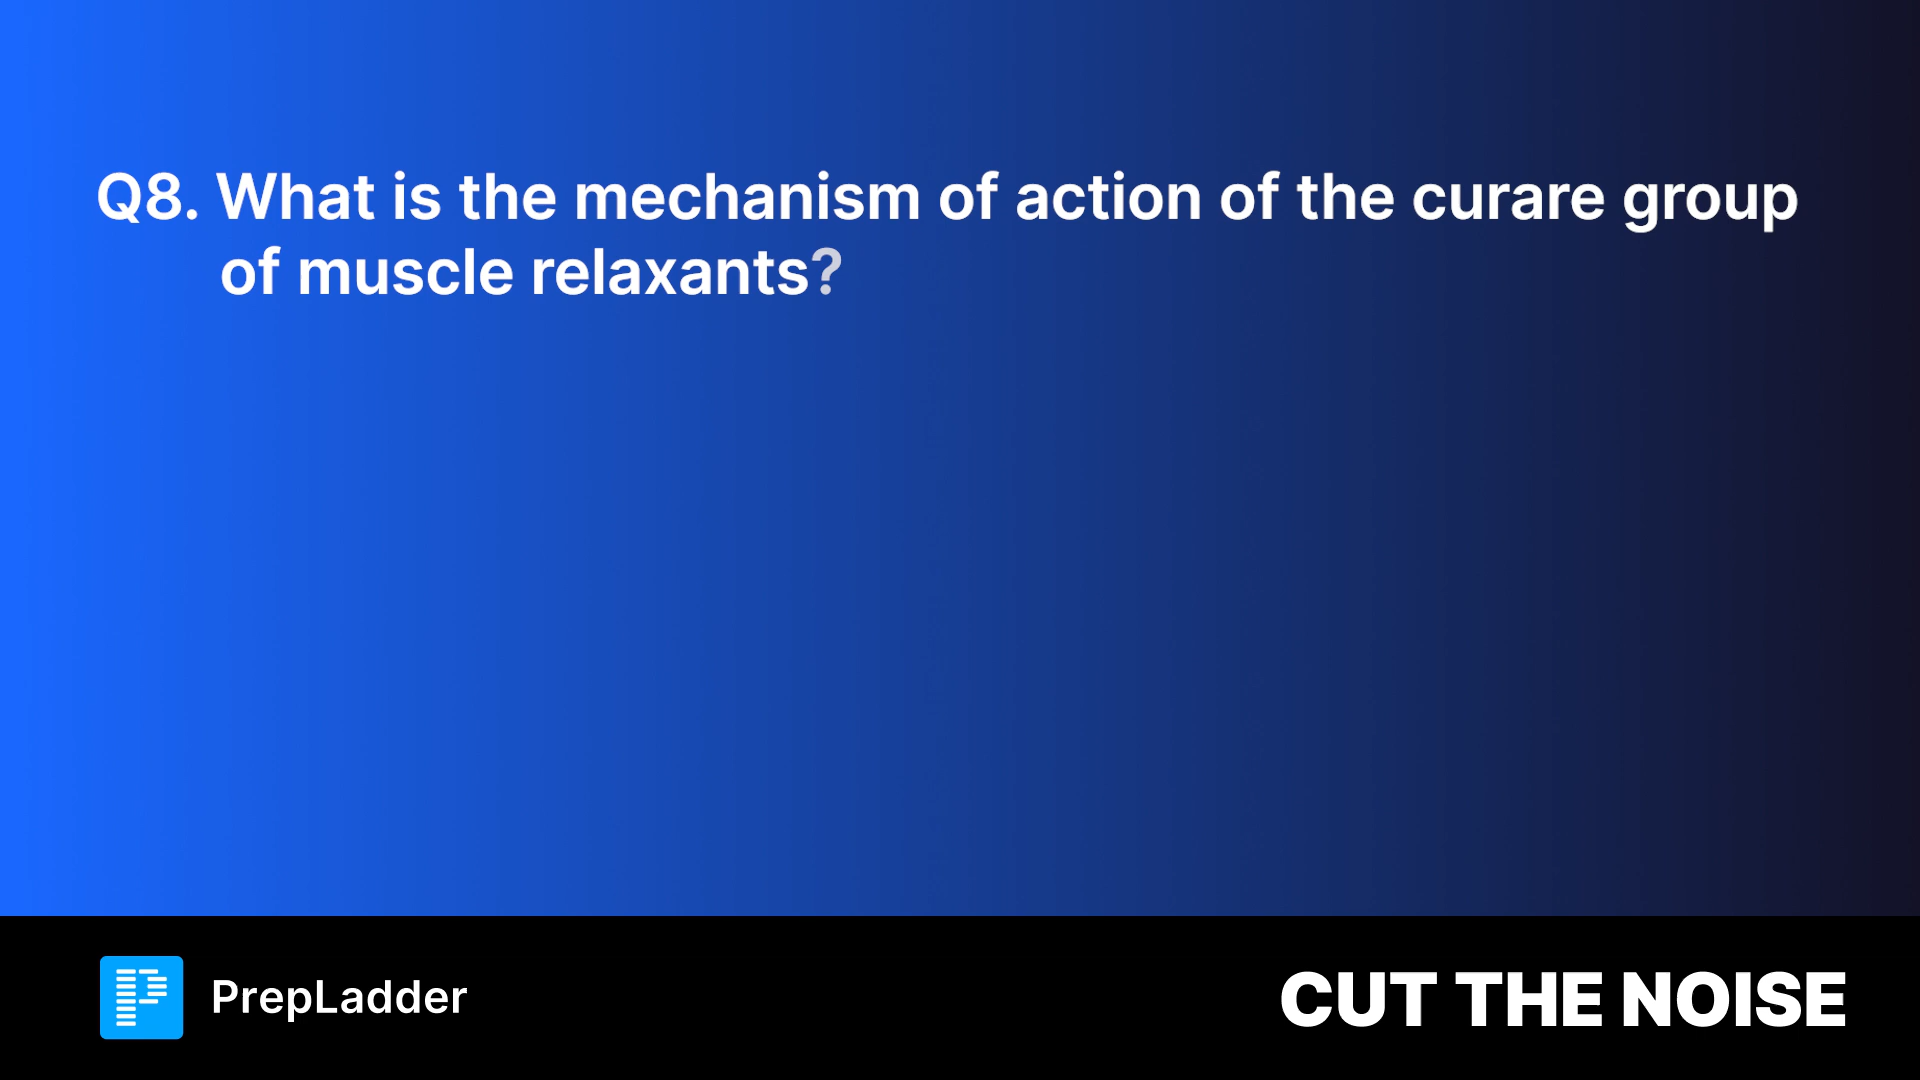 Q8. What is the mechanism of action of the curare group
of muscle relaxants?
PrepLadder
CUT THE NOISE